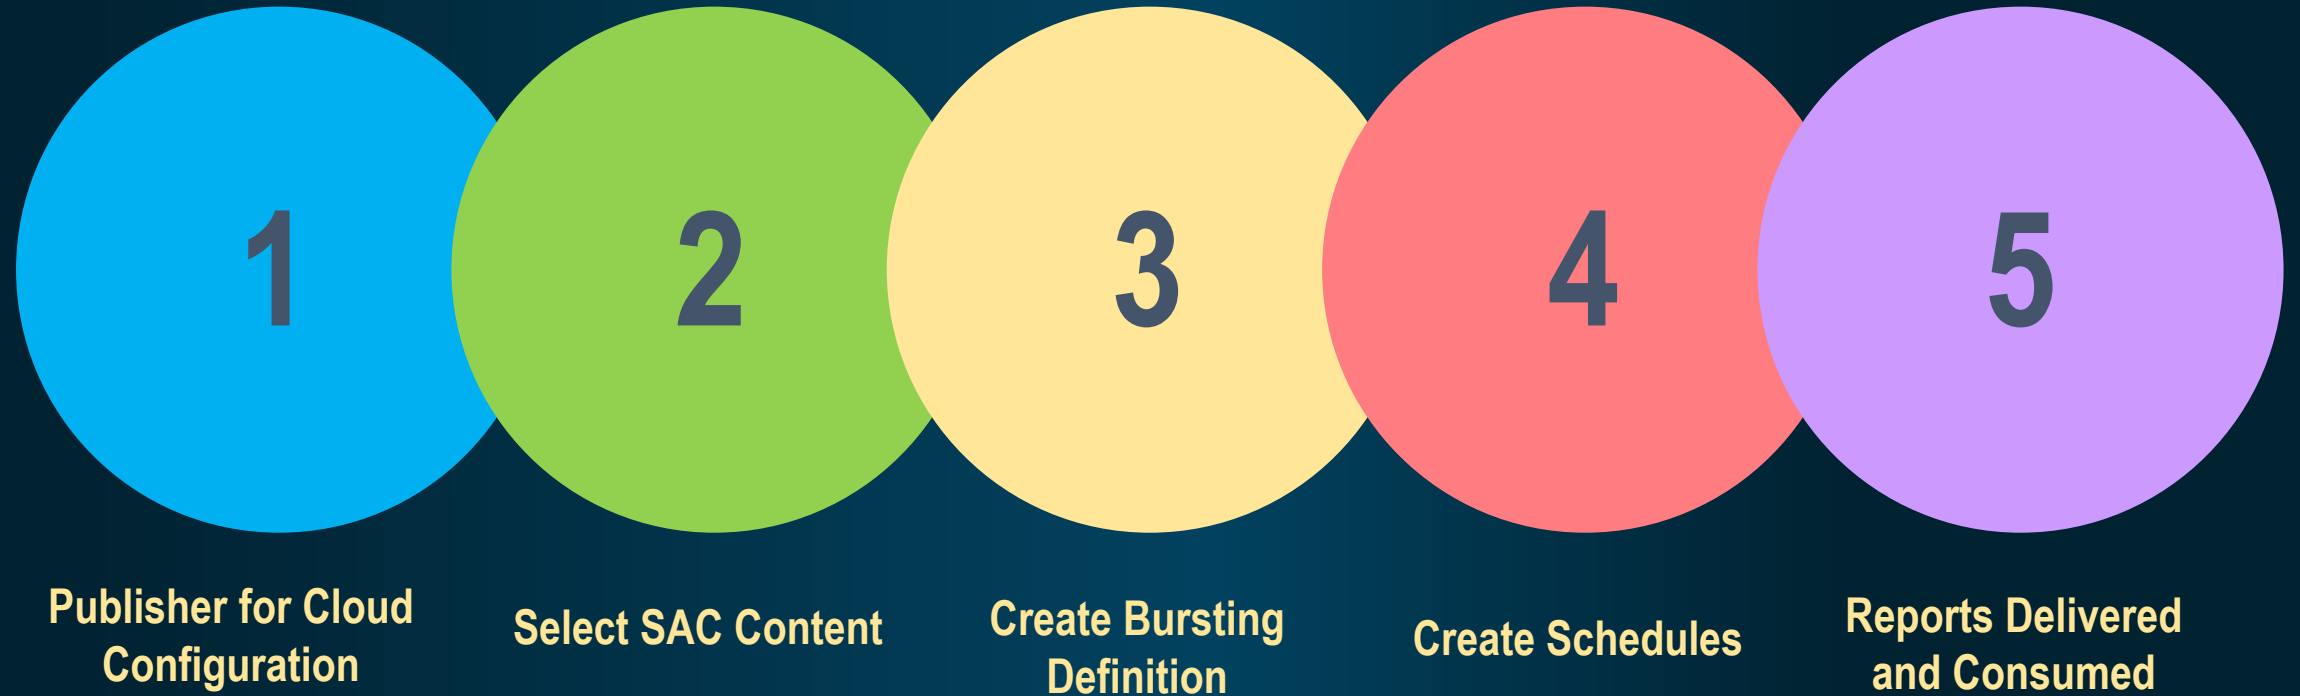 1
2
3
4
5
Publisher for Cloud
Configuration
Select SAC Content
Create Bursting
Definition
Create Schedules
Reports Delivered
and Consumed